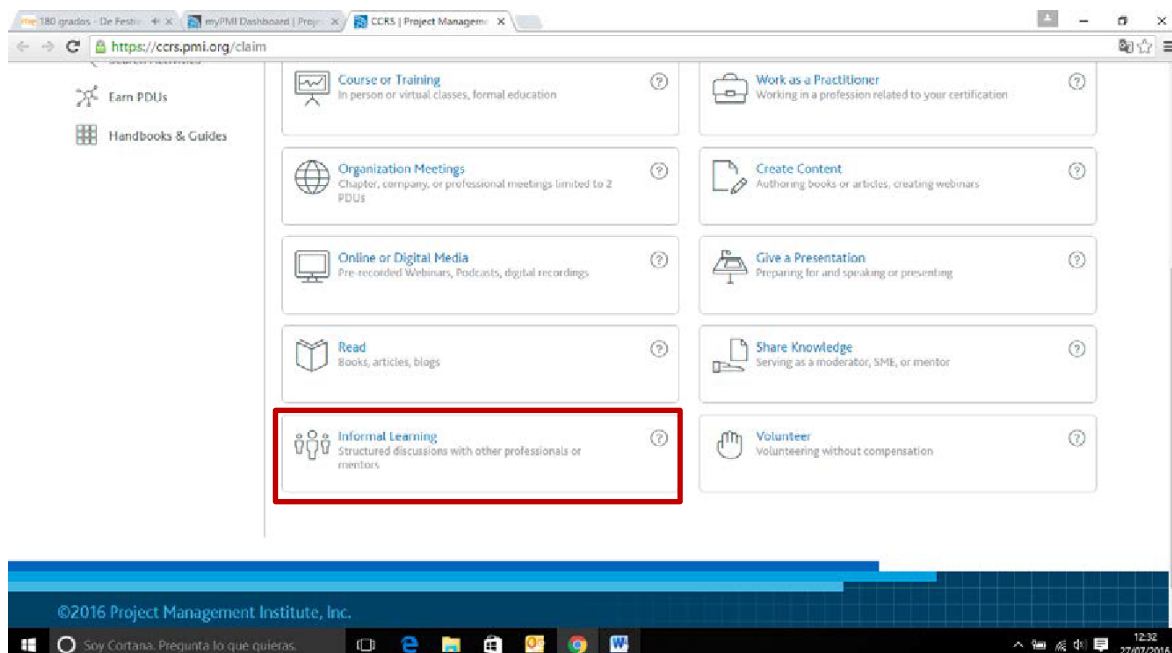 180 grados - De Festi
myPMI Dashboard | Proje
CCRS | Project Manageme
https://ccrs.pmi.org/claim
Search Activities
Earn PDUs
Handbooks & Guides
Course or Training
In person or virtual classes, formal education
Work as a Practitioner
Working in a profession related to your certification
Organization Meetings
Chapter, company, or professional meetings limited to 2
PDUs
Create Content
Authoring books or articles, creating webinars
Online or Digital Media
Pre-recorded Webinars, Podcasts, digital recordings
Give a Presentation
Preparing for and speaking or presenting
Read
Books, articles, blogs
Share Knowledge
Serving as a moderator, SME, or mentor
Informal Learning
Structured discussions with other professionals or
mentors
Volunteer
Volunteering without compensation
©2016 Project Management Institute, Inc.
Soy Cortana. Pregunta lo que quieras.
12:32
27/07/2016